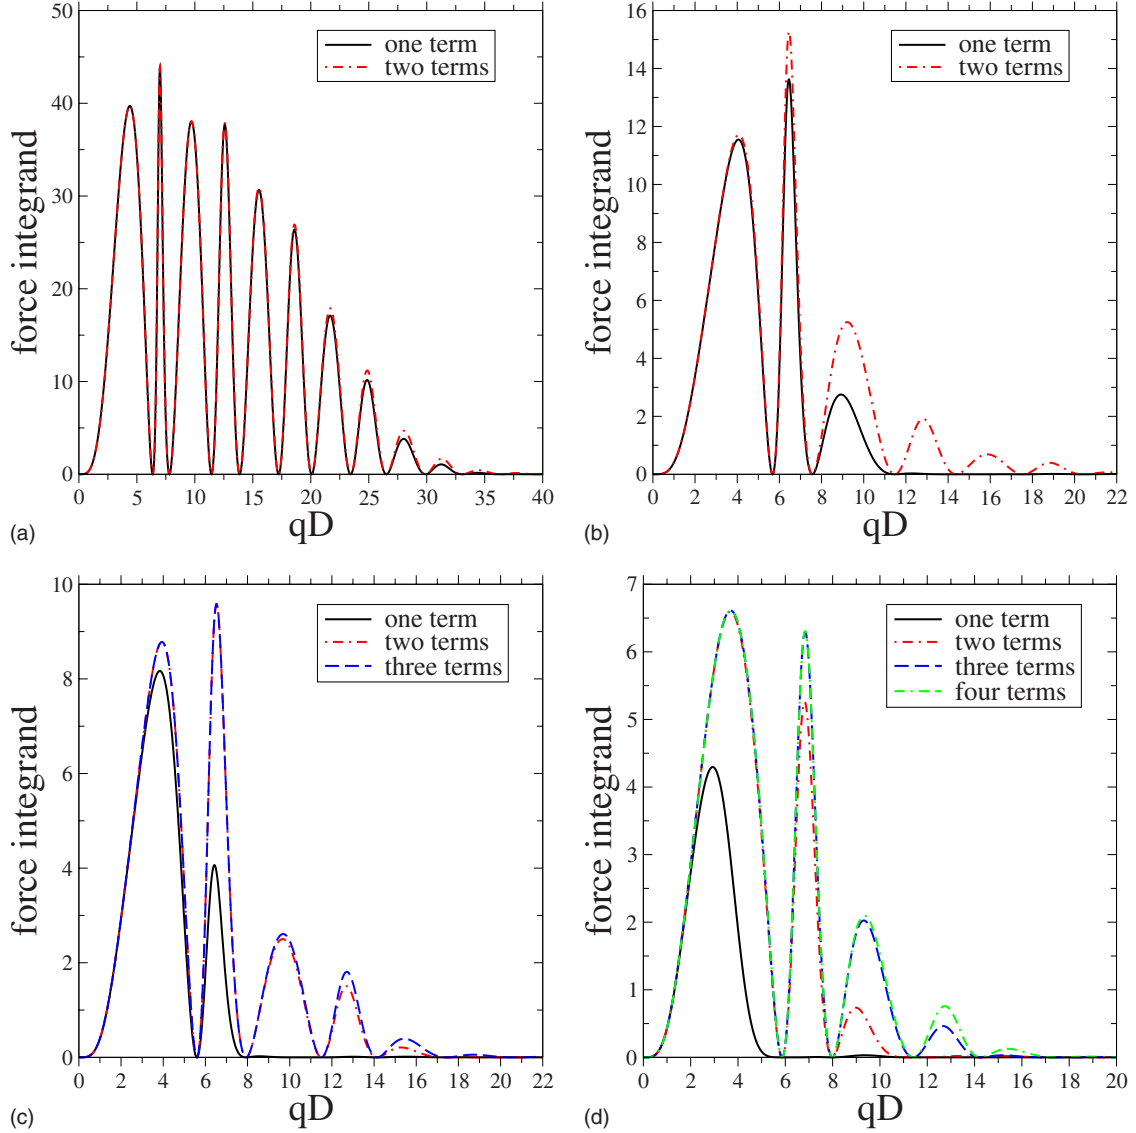 50
40
30
20
10
0
force integrand
one term
two terms
0 5 10 15 20 25 30 35 40
qD
(a)
16
14
12
10
8
6
4
2
0
force integrand
one term
two terms
0 2 4 6 8 10 12 14 16 18 20 22
qD
(b)
10
8
6
4
2
0
force integrand
one term
two terms
three terms
0 2 4 6 8 10 12 14 16 18 20 22
qD
(c)
7
6
5
4
3
2
1
0
force integrand
one term
two terms
three terms
four terms
0 2 4 6 8 10 12 14 16 18 20
qD
(d)